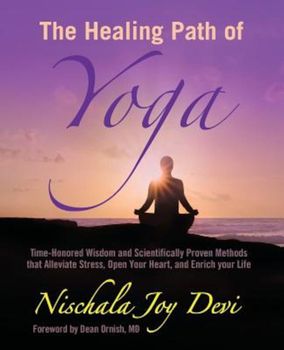 The Healing Path of
Yoga
Time-Honored Wisdom and Scientifically Proven Methods
that Alleviate Stress, Open Your Heart, and Enrich your Life
Nischala Joy Devi
Foreword by Dean Ornish, MD